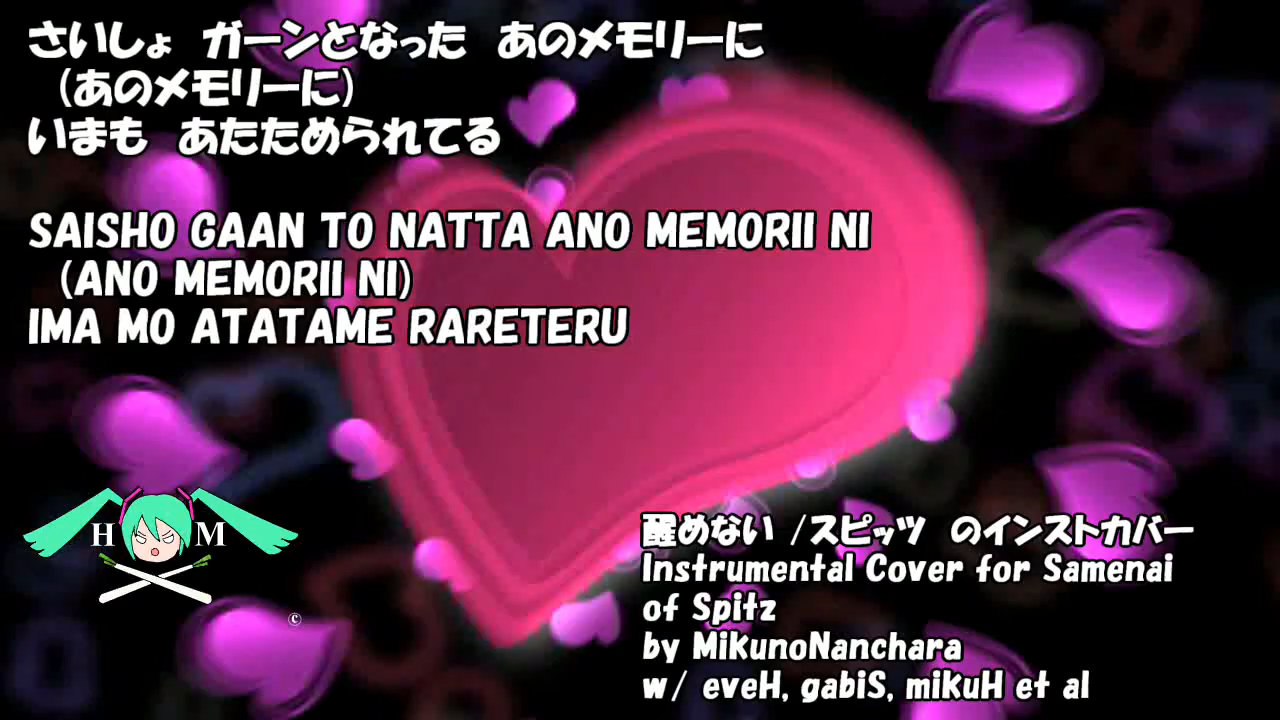 さいしょ ガーンとなった あのメモリーに
(あのメモリーに)
いまも あたためられてる
SAISHO GAAN TO NATTA ANO MEMORII NI
(ANO MEMORII NI)
IMA MO ATATAME RARETERU
H M
©
醒めない /スピッツ のインストカバー
Instrumental Cover for Samenai
of Spitz
by MikunoNanchara
w/ eveH, gabiS, mikuH et al